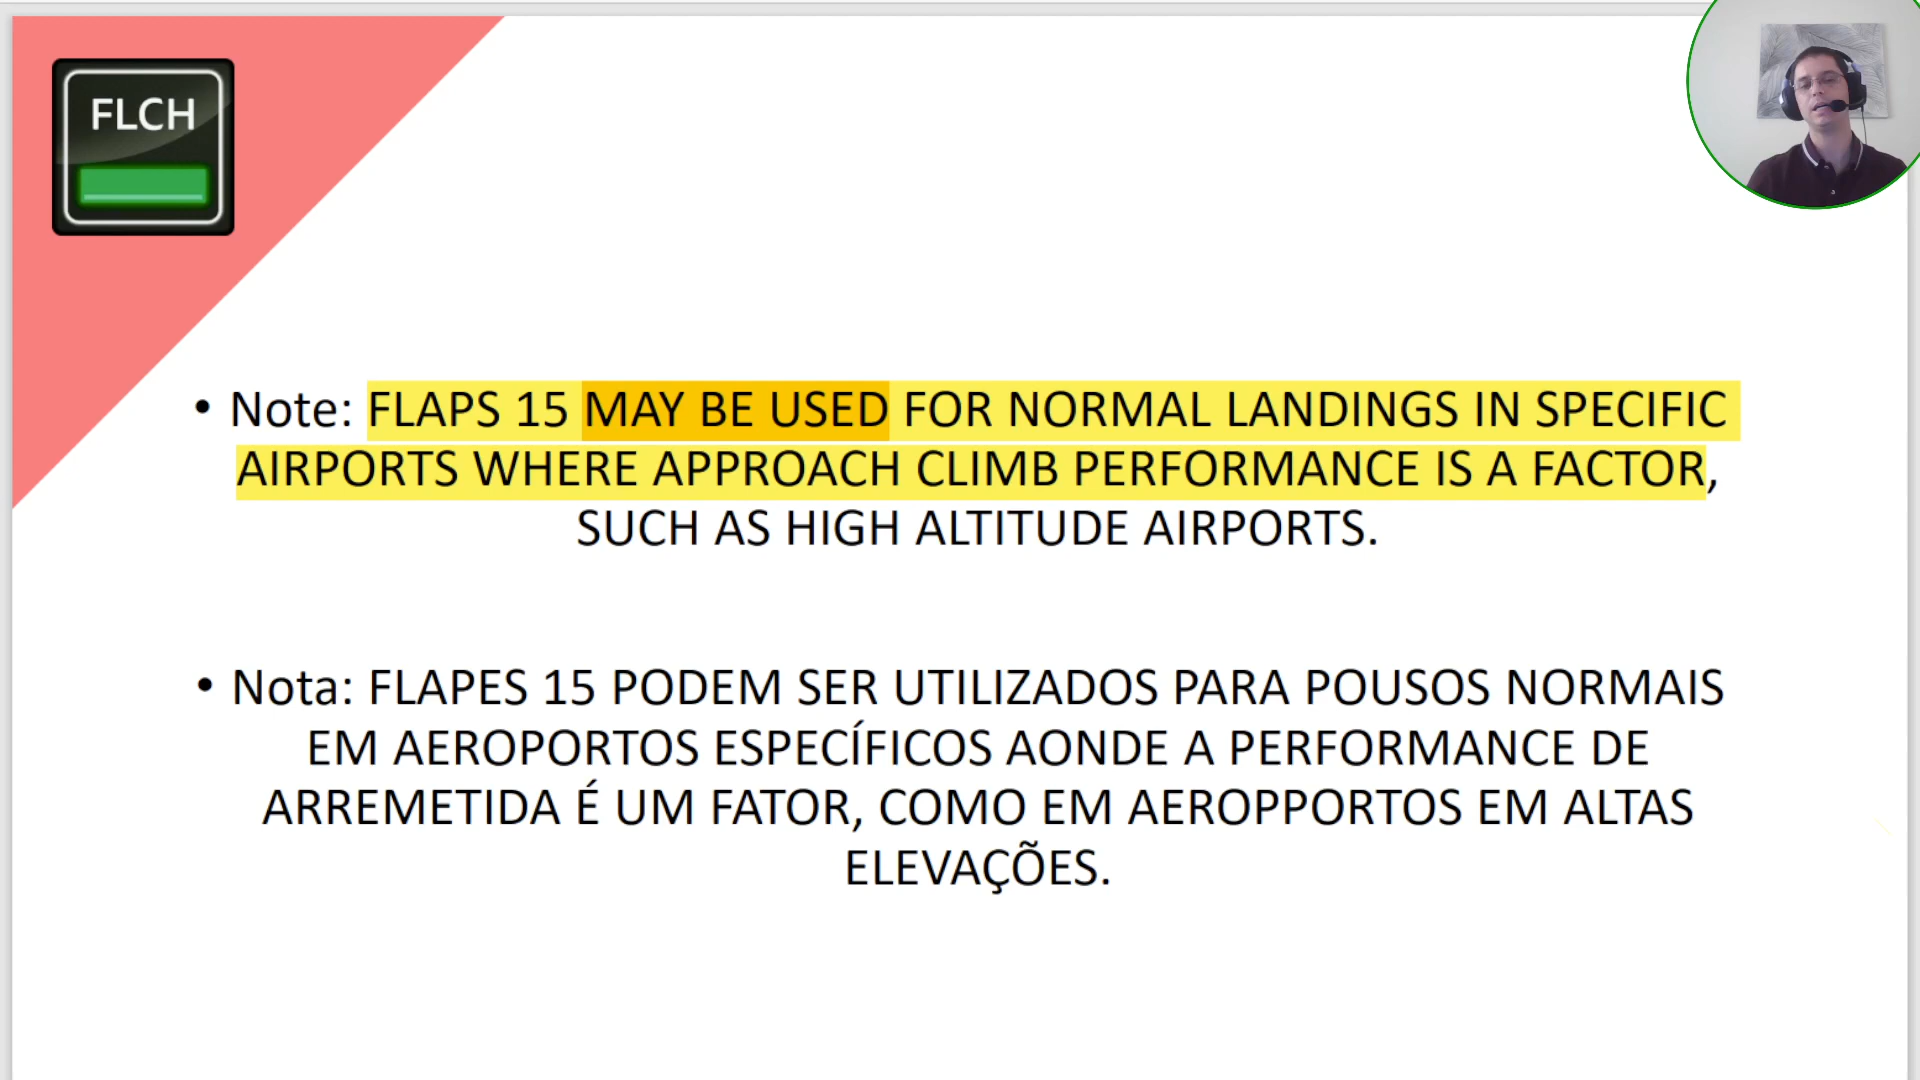 FLCH
• Note: FLAPS 15 MAY BE USED FOR NORMAL LANDINGS IN SPECIFIC
AIRPORTS WHERE APPROACH CLIMB PERFORMANCE IS A FACTOR,
SUCH AS HIGH ALTITUDE AIRPORTS.
• Nota: FLAPES 15 PODEM SER UTILIZADOS PARA POUSOS NORMAIS
EM AEROPORTOS ESPECÍFICOS AONDE A PERFORMANCE DE
ARREMETIDA É UM FATOR, COMO EM AEROPPORTOS EM ALTAS
ELEVAÇÕES.